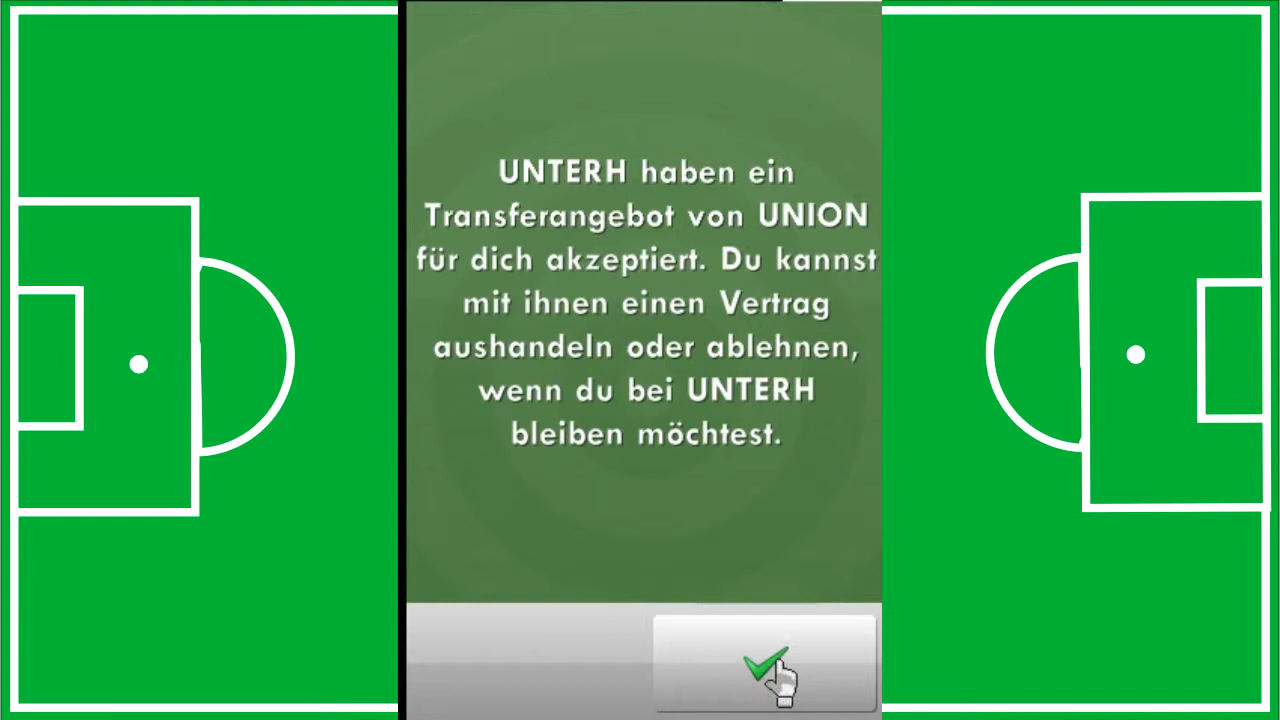 UNTERH haben ein
Transferangebot von UNION
für dich akzeptiert. Du kannst
mit ihnen einen Vertrag
aushandeln oder ablehnen,
wenn du bei UNTERH
bleiben möchtest.